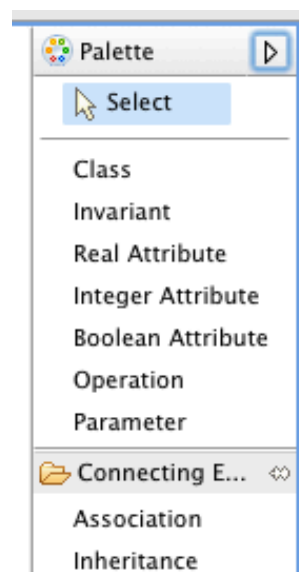 Palette
Select
Class
Invariant
Real Attribute
Integer Attribute
Boolean Attribute
Operation
Parameter
Connecting E...
Association
Inheritance